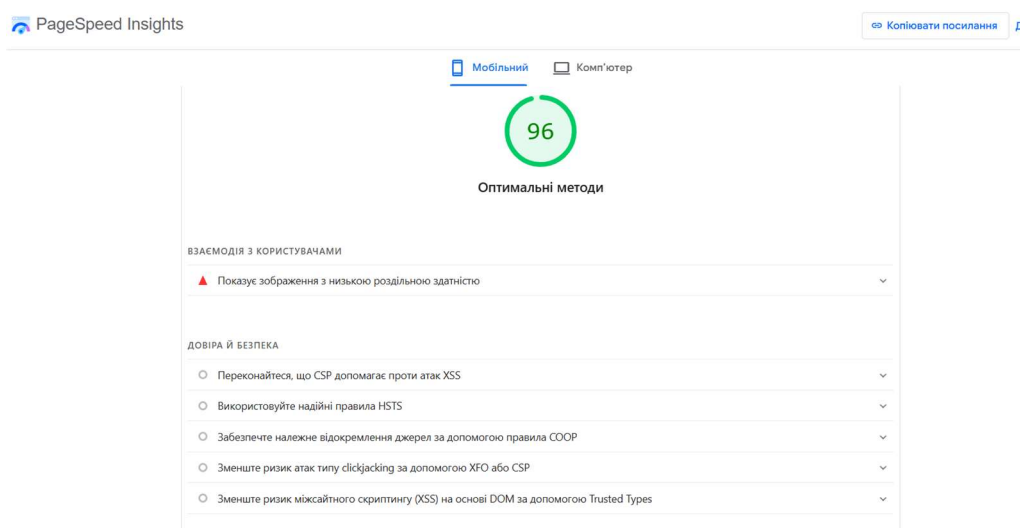 PageSpeed Insights
Копіювати посилання
Мобільний
Комп'ютер
96
Оптимальні методи
ВЗАЄМОДІЯ З КОРИСТУВАЧАМИ
Показує зображення з низькою роздільною здатністю
ДОВІРА Й БЕЗПЕКА
Переконайтеся, що CSP допомагає проти атак XSS
Використовуйте надійні правила HSTS
Забезпечте належне відокремлення джерел за допомогою правила COOP
Зменште ризик атак типу clickjacking за допомогою XFO або CSP
Зменште ризик міжсайтного скриптингу (XSS) на основі DOM за допомогою Trusted Types